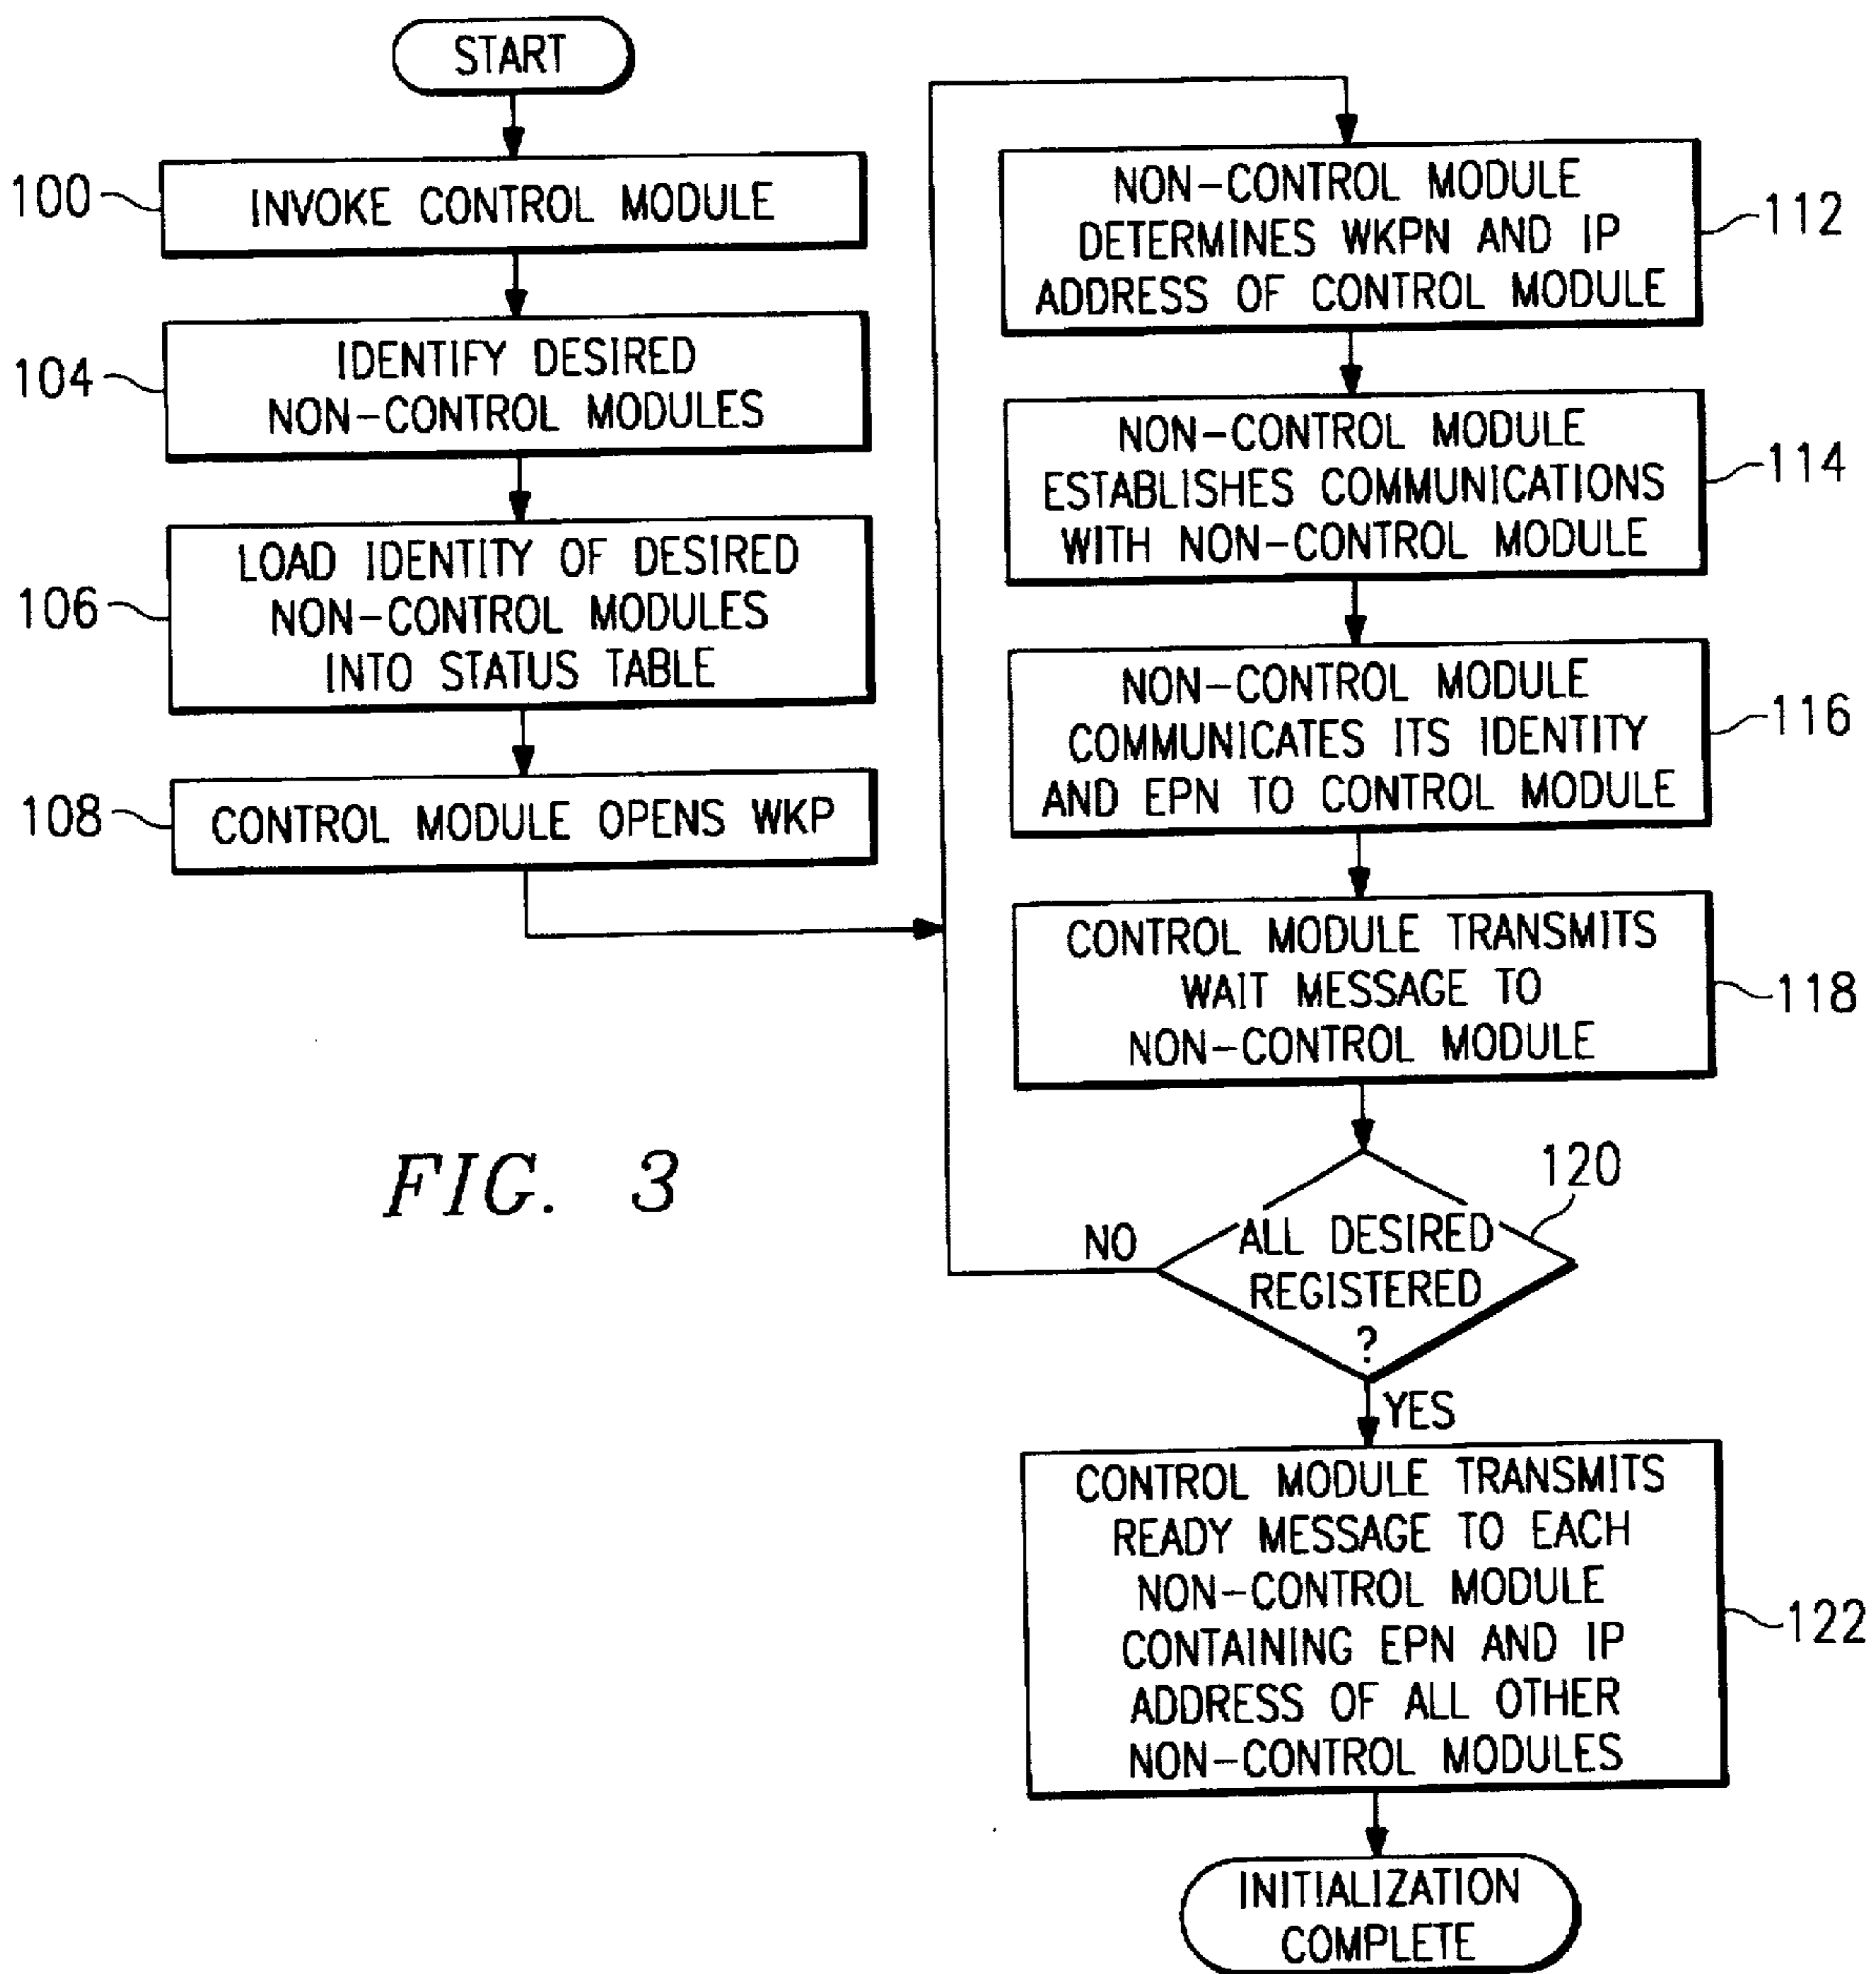 START
100
INVOKE CONTROL MODULE
104
IDENTIFY DESIRED
NON-CONTROL MODULES
106
LOAD IDENTITY OF DESIRED
NON-CONTROL MODULES
INTO STATUS TABLE
108
CONTROL MODULE OPENS WKP
FIG. 3
NON-CONTROL MODULE
DETERMINES WKPN AND IP
ADDRESS OF CONTROL MODULE
112
NON-CONTROL MODULE
ESTABLISHES COMMUNICATIONS
WITH NON-CONTROL MODULE
114
NON-CONTROL MODULE
COMMUNICATES ITS IDENTITY
AND EPN TO CONTROL MODULE
116
CONTROL MODULE TRANSMITS
WAIT MESSAGE TO
NON-CONTROL MODULE
118
120
NO
ALL DESIRED
REGISTERED
?
YES
CONTROL MODULE TRANSMITS
READY MESSAGE TO EACH
NON-CONTROL MODULE
CONTAINING EPN AND IP
ADDRESS OF ALL OTHER
NON-CONTROL MODULES
122
INITIALIZATION
COMPLETE